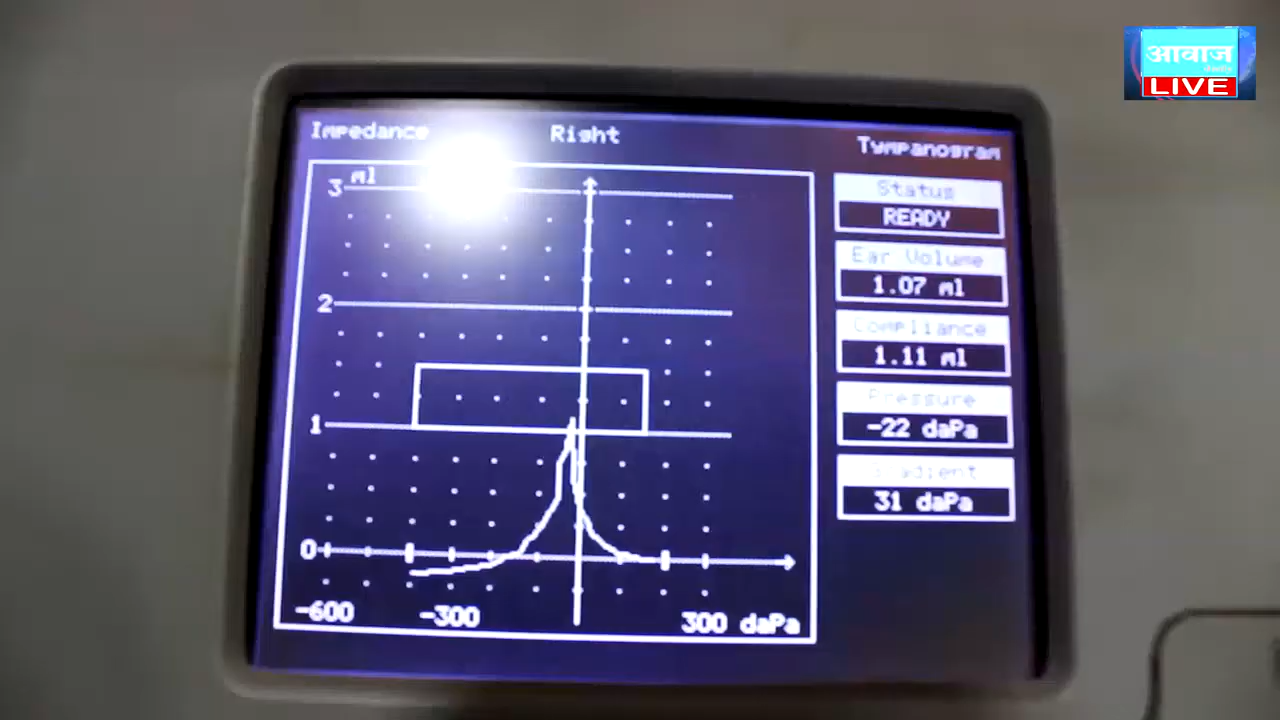 आवाज
LIVE
Impedance Right Tympanogram
ml
3
2
1
0
-600 -300 300 daPa
Status
READY
Ear Volume
1.07 ml
Compliance
1.11 ml
Pressure
-22 daPa
Gradient
31 daPa